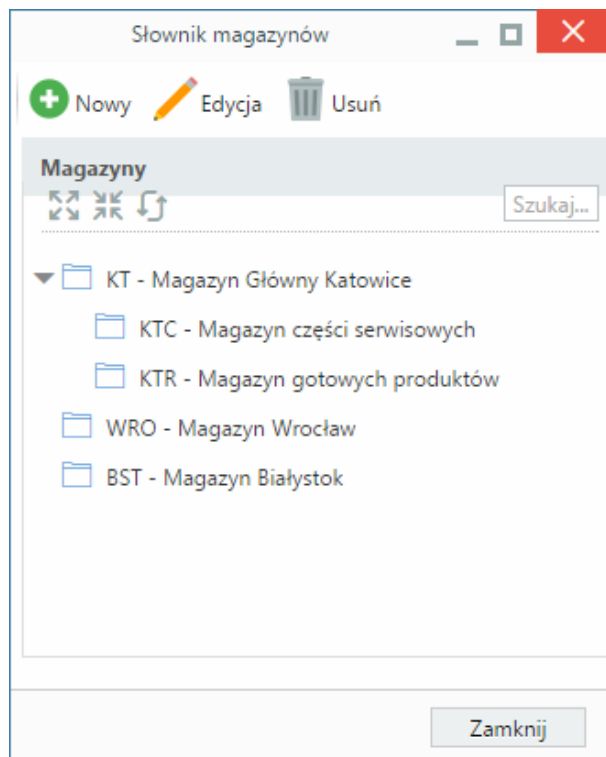 Słownik magazynów
Nowy Edycja Usuń
Magazyny
Szukaj...
KT - Magazyn Główny Katowice
KTC - Magazyn części serwisowych
KTR - Magazyn gotowych produktów
WRO - Magazyn Wrocław
BST - Magazyn Białystok
Zamknij